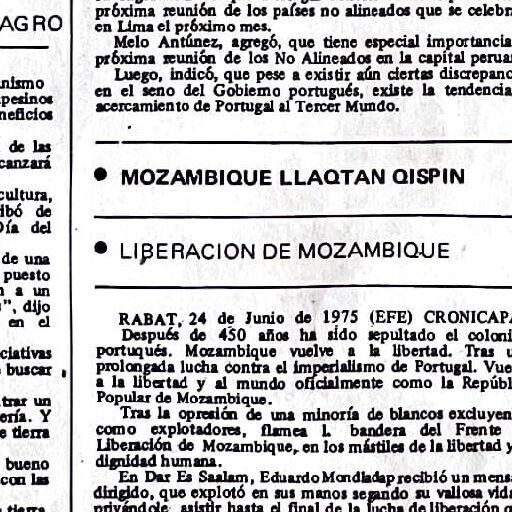 AGRO
nismo
pesinos
neficios
de las
canzará
cultura,
ibó de
Día del
de una
puesto
n a un
", dijo
en el
ciativas
buscar
trar un
ería. Y
e tierra
bueno
con las
tierra
próxima reunión de los países no alineados que se celebr
en Lima el próximo mes.
Melo Antúnez, agregó, que tiene especial importancia
próxima reunión de los No Alineados en la capital perua
Luego, indicó, que pese a existir aún ciertas discrepanc
en el seno del Gobierno portugués, existe la tendencia
acercamiento de Portugal al Tercer Mundo.
● MOZAMBIQUE LLAQTAN QISPIN
● LIBERACION DE MOZAMBIQUE
RABAT, 24 de Junio de 1975 (EFE) CRONICAPA
Después de 450 años ha sido sepultado el coloni
portuqués. Mozambique vuelve a la libertad. Tras u
prolongada lucha contra el imperialismo de Portugal. Vue
a la libertad y al mundo oficialmente como la Repúbl
Popular de Mozambique.
Tras la opresión de una minoría de blancos excluyen
como explotadores, flamea l. bandera del Frente
Liberación de Mozambique, en los mástiles de la libertad y
dignidad humana.
En Dar Es Saalam, Eduardo Mondladap recibió un mens
dirigido, que explotó en sus manos segando su vallosa vida
privándole asistir hasta el final de la lucha de liberación q